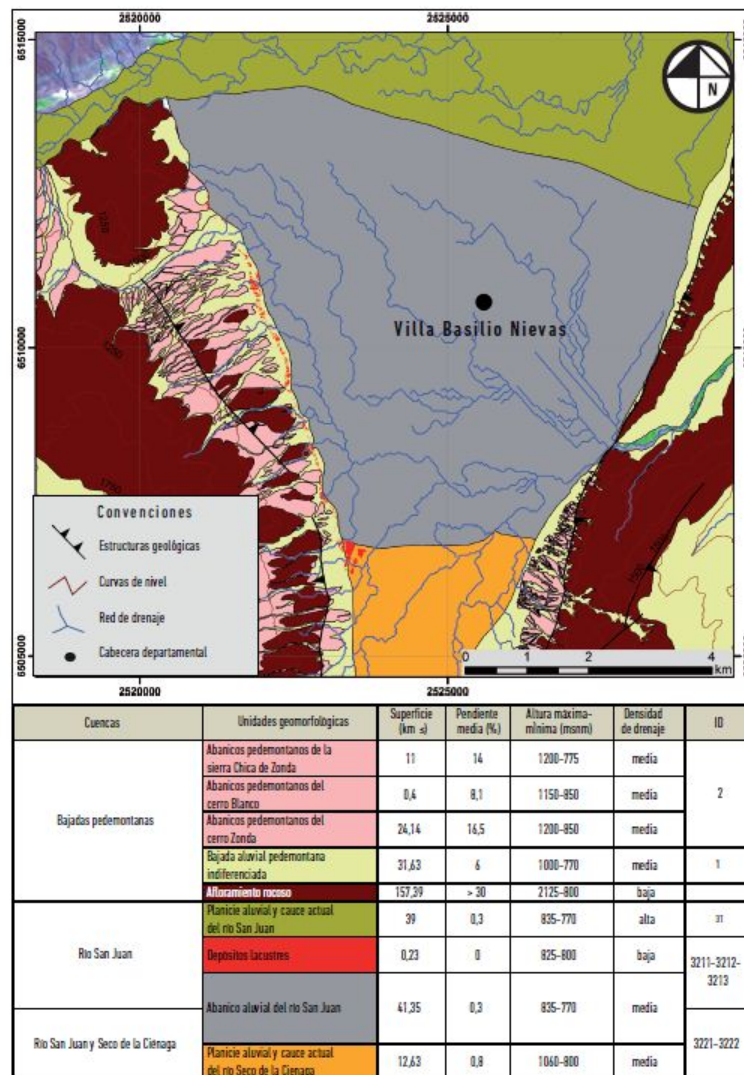 2520000
2525000
6515000
N
1250
Villa Basilio Nievas
6510000
1250
1750
Convenciones
Estructuras geológicas
Curvas de nivel
Red de drenaje
Cabecera departamental
6505000
0 1 2 4
km
2520000
2525000
Cuencas
Unidades geomorfológicas
Superficie
(km ≤)
Pendiente
media (%)
Altura máxima-
mínima (msnm)
Densidad
de drenaje
ID
Bajadas pedemontanas
Abanicos pedemontanos de la
sierra Chica de Zonda
11
14
1200-775
media
2
Abanicos pedemontanos del
cerro Blanco
0,4
8,1
1150-850
media
Abanicos pedemontanos del
cerro Zonda
24,14
16,5
1200-850
media
Bajada aluvial pedemontana
indiferenciada
31,63
6
1000-770
media
1
Afloramiento rocoso
157,39
> 30
2125-800
baja
Río San Juan
Planicie aluvial y cauce actual
del río San Juan
39
0,3
835-770
alta
31
Depósitos lacustres
0,23
0
825-800
baja
3211-3212-
3213
Abanico aluvial del río San Juan
41,35
0,3
835-770
media
Río San Juan y Seco de la Ciénaga
3221-3222
Planicie aluvial y cauce actual
del río Seco de la Ciénaga
12,63
0,8
1060-800
media